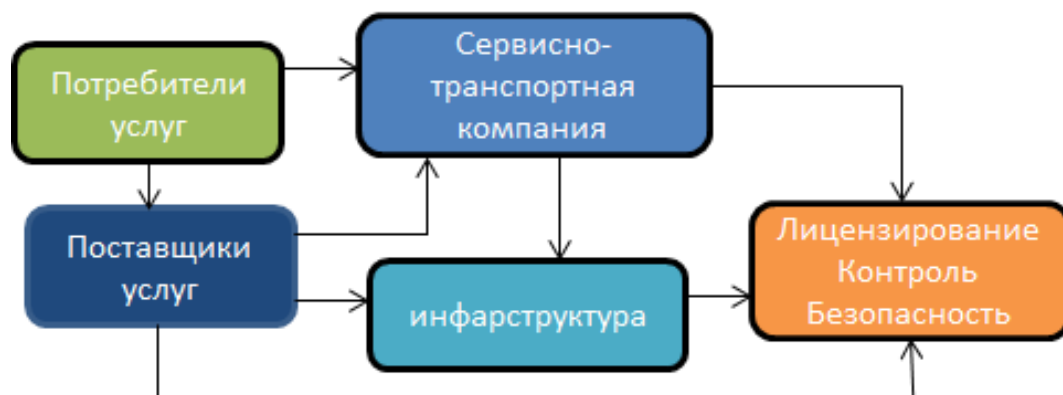 Потребители
услуг
Сервисно-
транспортная
компания
Поставщики
услуг
инфарструктура
Лицензирование
Контроль
Безопасность